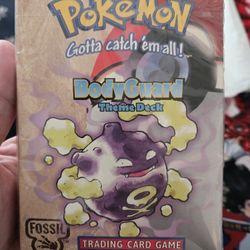 POKéMON
Gotta catch 'em all!
BodyGuard
Theme Deck
FOSSIL
TRADING CARD GAME